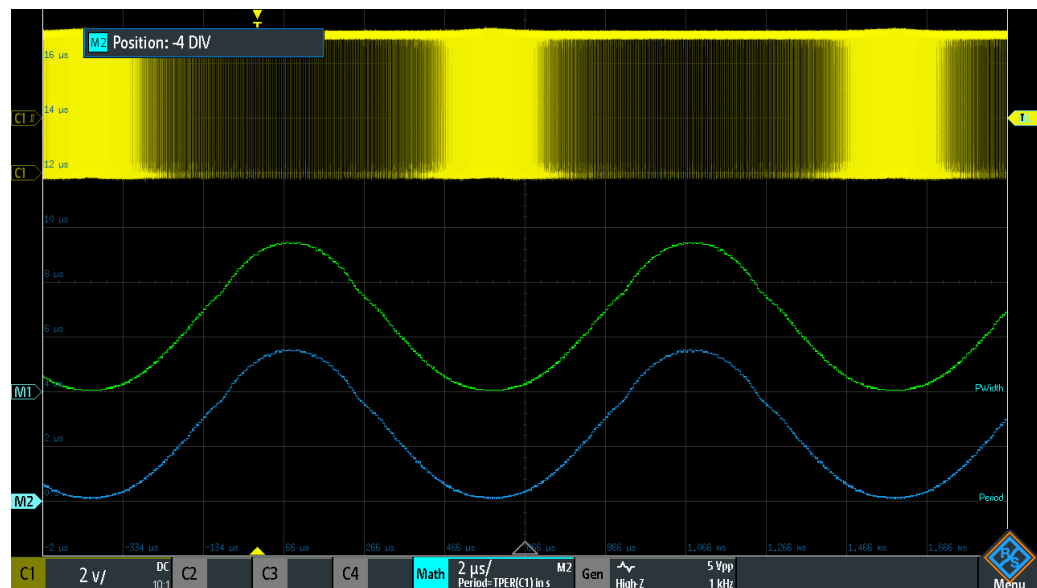 M2 Position: -4 DIV
16 µs
C1
14 µs
T
C1
12 µs
10 µs
8 µs
6 µs
M1
PWidth
2 µs
M2
Period
-2 µs -334 µs -134 µs 66 µs 266 µs 466 µs 866 µs 1,066 ms 1,266 ms 1,466 ms 1,666 ms
C1 2 V/ DC 10:1 C2 C3 C4 Math 2 µs/ M2 Gen 5 Vpp
Period=TPER(C1) in s High-Z 1 kHz
R&S
Menu